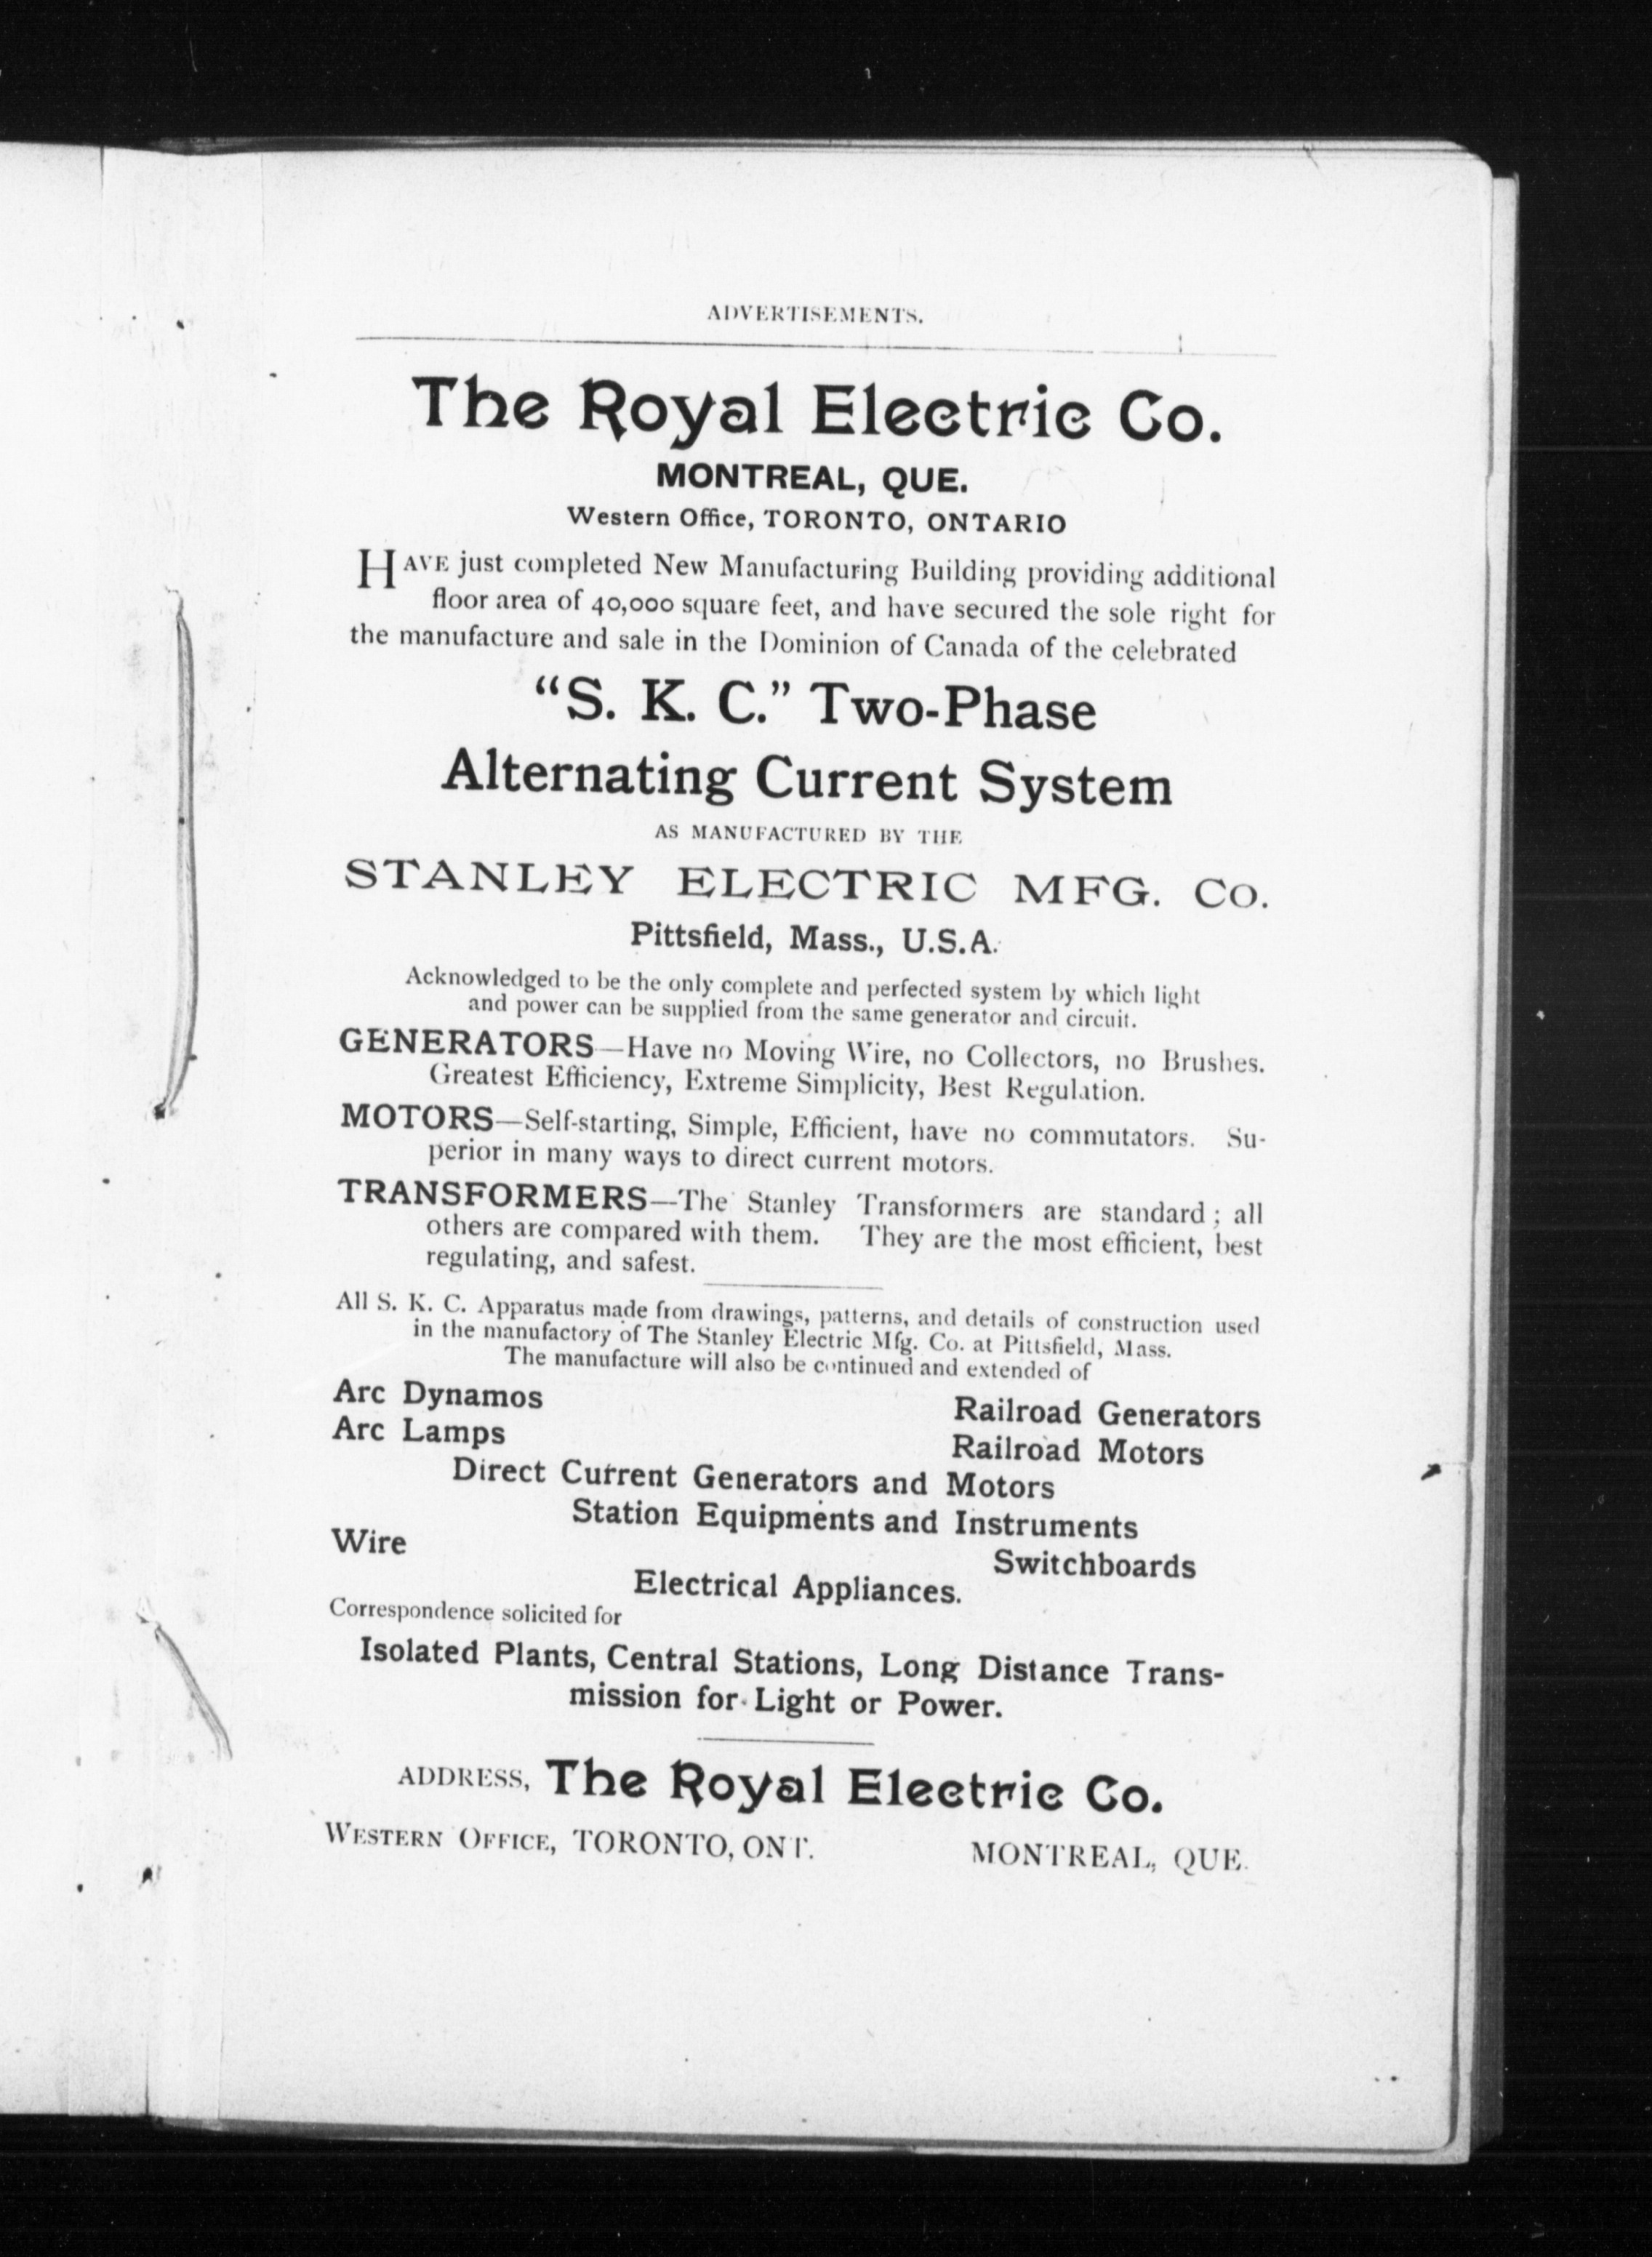 ADVERTISEMENTS.
The Royal Electric Co.
MONTREAL, QUE.
Western Office, TORONTO, ONTARIO
HAVE just completed New Manufacturing Building providing additional
floor area of 40,000 square feet, and have secured the sole right for
the manufacture and sale in the Dominion of Canada of the celebrated
“S. K. C.” Two-Phase
Alternating Current System
AS MANUFACTURED BY THE
STANLEY ELECTRIC MFG. CO.
Pittsfield, Mass., U.S.A.
Acknowledged to be the only complete and perfected system by which light
and power can be supplied from the same generator and circuit.
GENERATORS—Have no Moving Wire, no Collectors, no Brushes.
Greatest Efficiency, Extreme Simplicity, Best Regulation.
MOTORS—Self-starting, Simple, Efficient, have no commutators. Su-
perior in many ways to direct current motors.
TRANSFORMERS—The Stanley Transformers are standard ; all
others are compared with them. They are the most efficient, best
regulating, and safest.
All S. K. C. Apparatus made from drawings, patterns, and details of construction used
in the manufactory of The Stanley Electric Mfg. Co. at Pittsfield, Mass.
The manufacture will also be continued and extended of
Arc Dynamos Railroad Generators
Arc Lamps Railroad Motors
Direct Current Generators and Motors
Station Equipments and Instruments
Wire Switchboards
Electrical Appliances.
Correspondence solicited for
Isolated Plants, Central Stations, Long Distance Trans-
mission for Light or Power.
ADDRESS, The Royal Electric Co.
WESTERN OFFICE, TORONTO, ONT. MONTREAL, QUE.